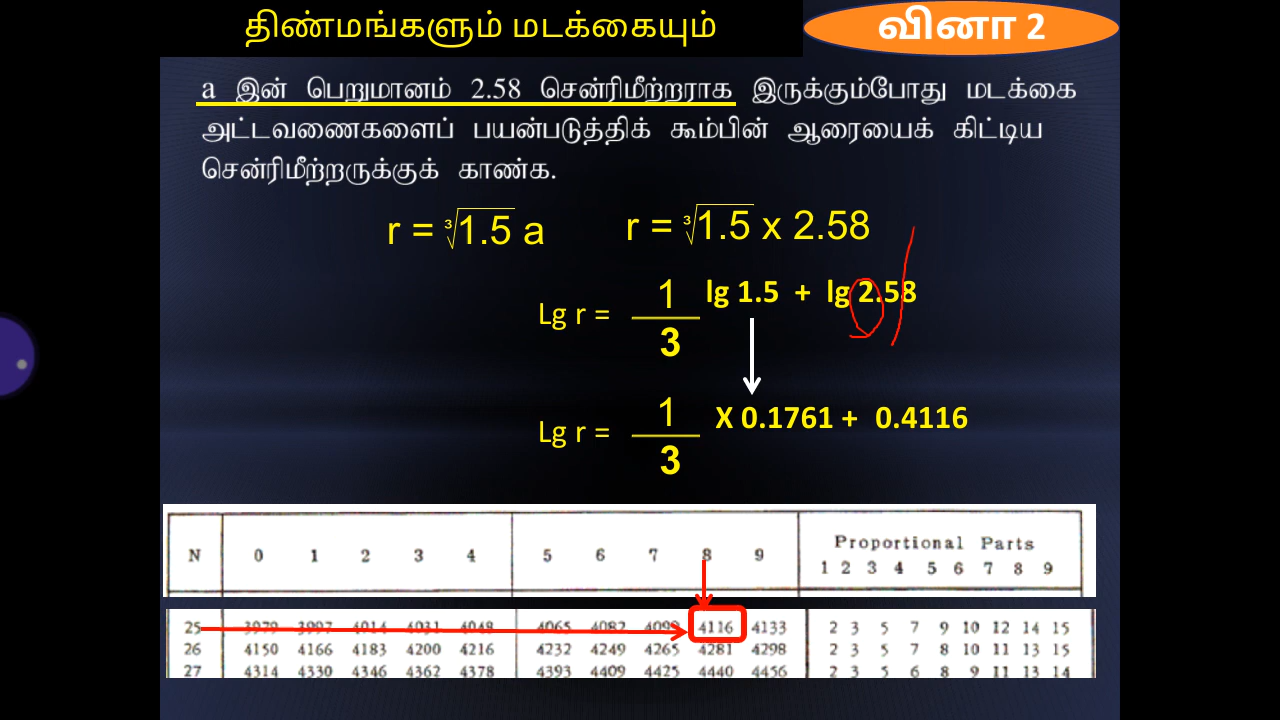 திண்மங்களும் மடக்கையும்
வினா 2
a இன் பெறுமானம் 2.58 சென்ரிமீற்றராக இருக்கும்போது மடக்கை
அட்டவணைகளைப் பயன்படுத்திக் கூம்பின் ஆரையைக் கிட்டிய
சென்ரிமீற்றருக்குக் காண்க.
r = ³√1.5 a r = ³√1.5 x 2.58
Lg r = 1/3 lg 1.5 + lg 2.58
Lg r = 1/3 X 0.1761 + 0.4116
N 0 1 2 3 4 5 6 7 8 9 Proportional Parts
1 2 3 4 5 6 7 8 9
25 3979 3997 4014 4031 4048 4065 4082 4099 4116 4133 2 3 5 7 9 10 12 14 15
26 4150 4166 4183 4200 4216 4232 4249 4265 4281 4298 2 3 5 7 8 10 11 13 15
27 4314 4330 4346 4362 4378 4393 4409 4425 4440 4456 2 3 5 6 8 9 11 13 14